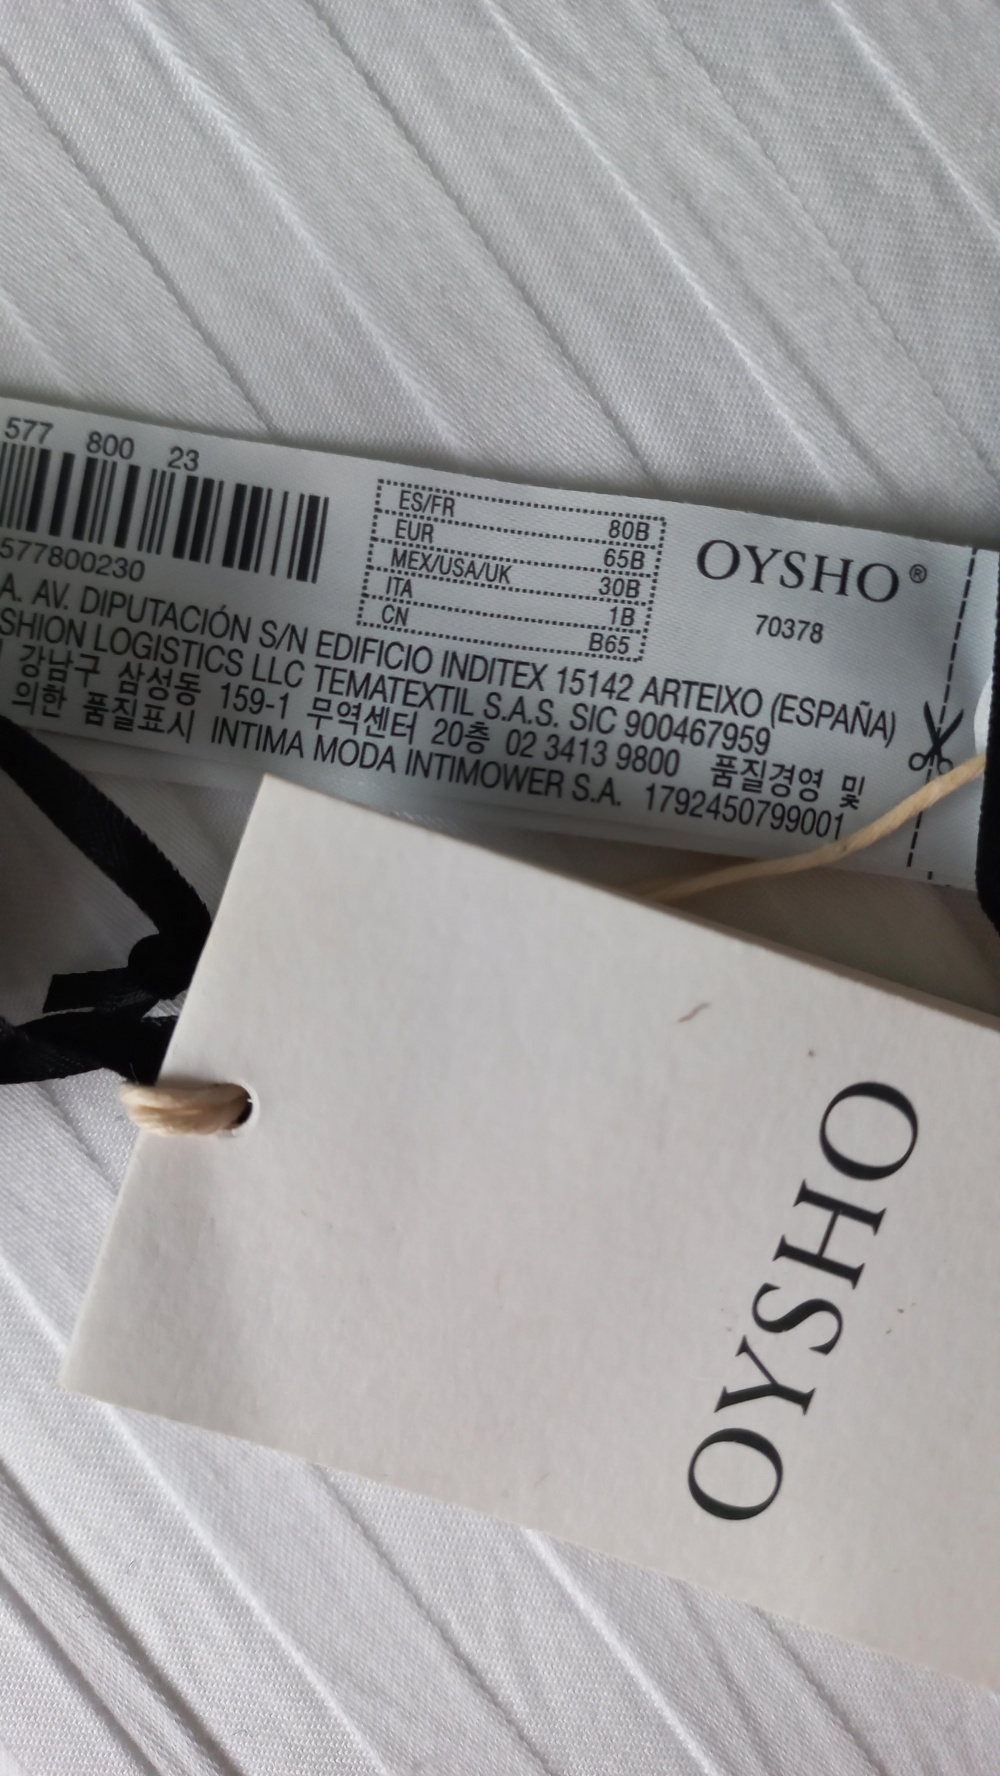 577 800 23
577800230
ES/FR 80B
EUR 65B
MEX/USA/UK 30B
ITA 1B
CN B65
OYSHO®
70378
A. AV. DIPUTACIÓN S/N EDIFICIO INDITEX 15142 ARTEIXO (ESPAÑA)
SHION LOGISTICS LLC TEMATEXTIL S.A.S. SIC 900467959
강남구 삼성동 159-1 무역센터 20층 02 3413 9800 품질경영 및
의한 품질표시 INTIMA MODA INTIMOWER S.A. 1792450799001
OYSHO